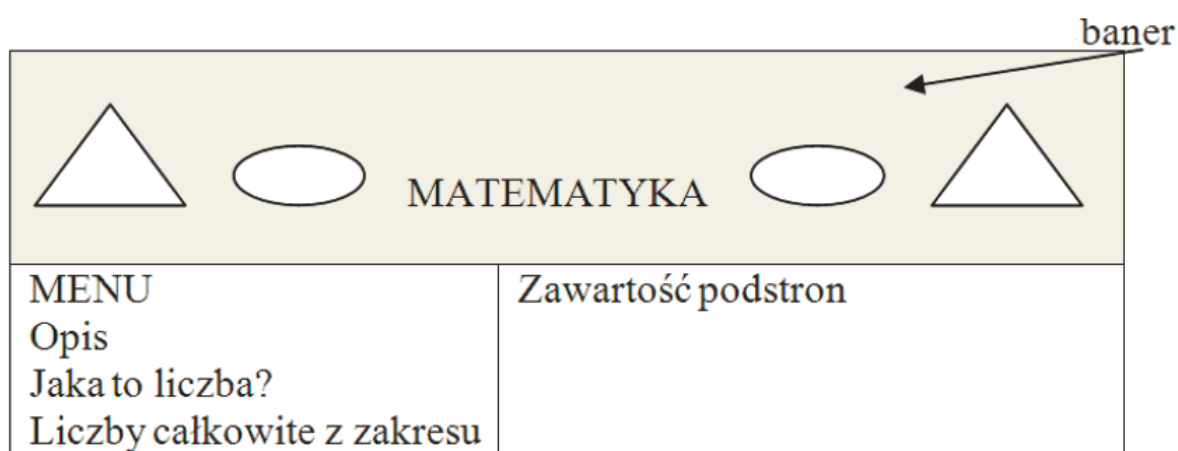 baner
MATEMATYKA
MENU
Opis
Jaka to liczba?
Liczby całkowite z zakresu
Zawartość podstron